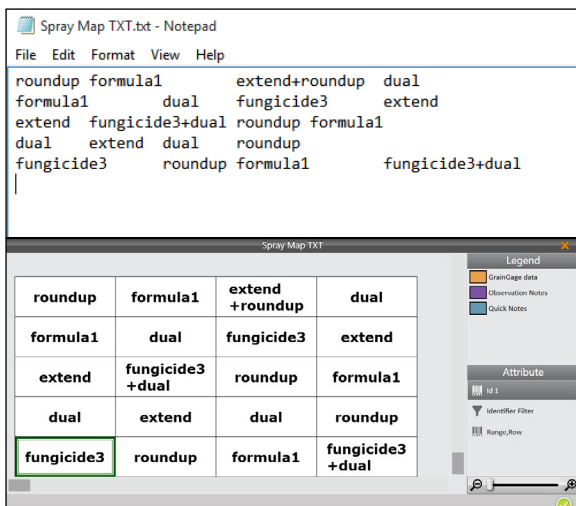 Spray Map TXT.txt - Notepad
File Edit Format View Help
roundup formula1 extend+roundup dual
formula1 dual fungicide3 extend
extend fungicide3+dual roundup formula1
dual extend dual roundup
fungicide3 roundup formula1 fungicide3+dual
Spray Map TXT
Legend
GrainGage data
Observation Notes
Quick Notes
roundup formula1 extend +roundup dual
formula1 dual fungicide3 extend
extend fungicide3 +dual roundup formula1
dual extend dual roundup
fungicide3 roundup formula1 fungicide3 +dual
Attribute
Id 1
Identifier Filter
Range,Row